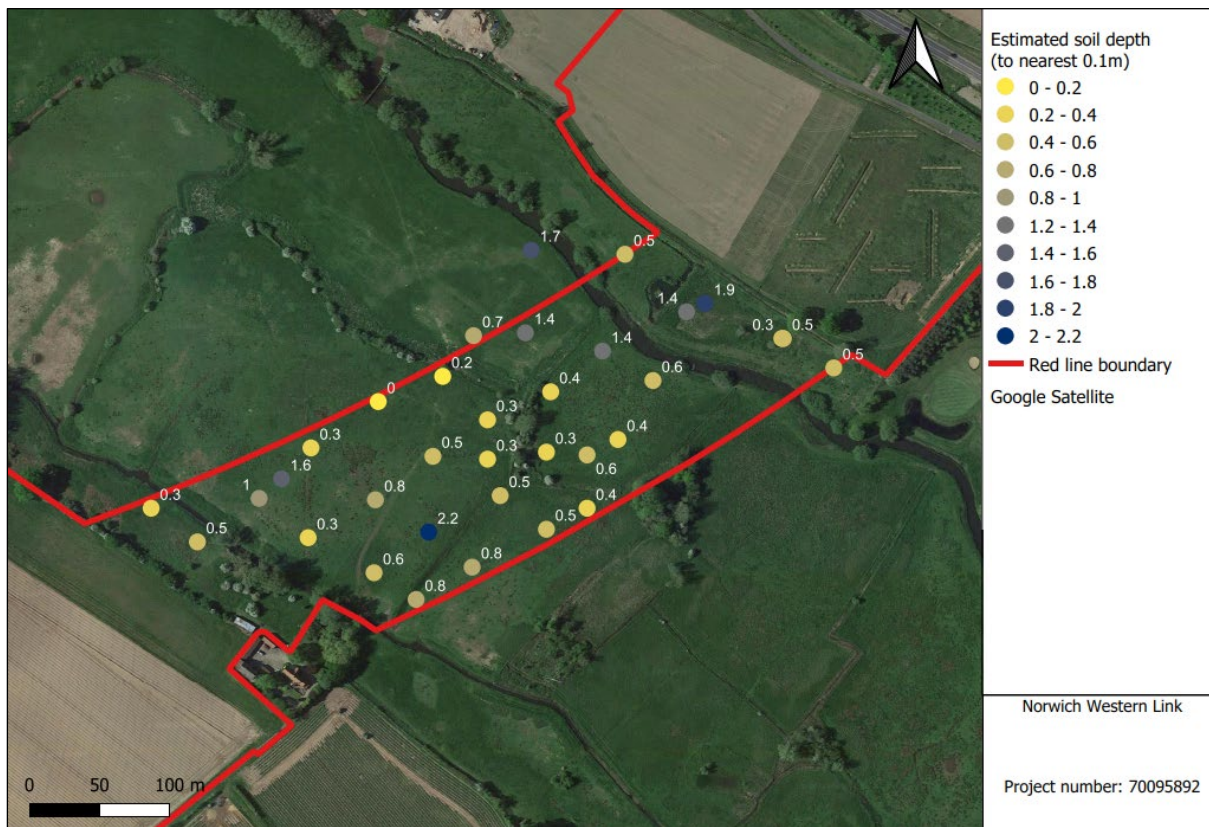 Estimated soil depth
(to nearest 0.1m)
0 - 0.2
0.2 - 0.4
0.4 - 0.6
0.6 - 0.8
0.8 - 1
1.2 - 1.4
1.4 - 1.6
1.6 - 1.8
1.8 - 2
2 - 2.2
Red line boundary
Google Satellite
1.7
0.5
1.4
1.9
0.7
1.4
0.3
0.5
1.4
0.5
0.2
0.6
0
0.4
0.3
0.3
0.4
0.5
0.3
0.3
0.6
1.6
1
0.8
0.5
0.3
0.4
0.5
0.3
2.2
0.5
0.6
0.8
0.8
0 50 100 m
Norwich Western Link
Project number: 70095892